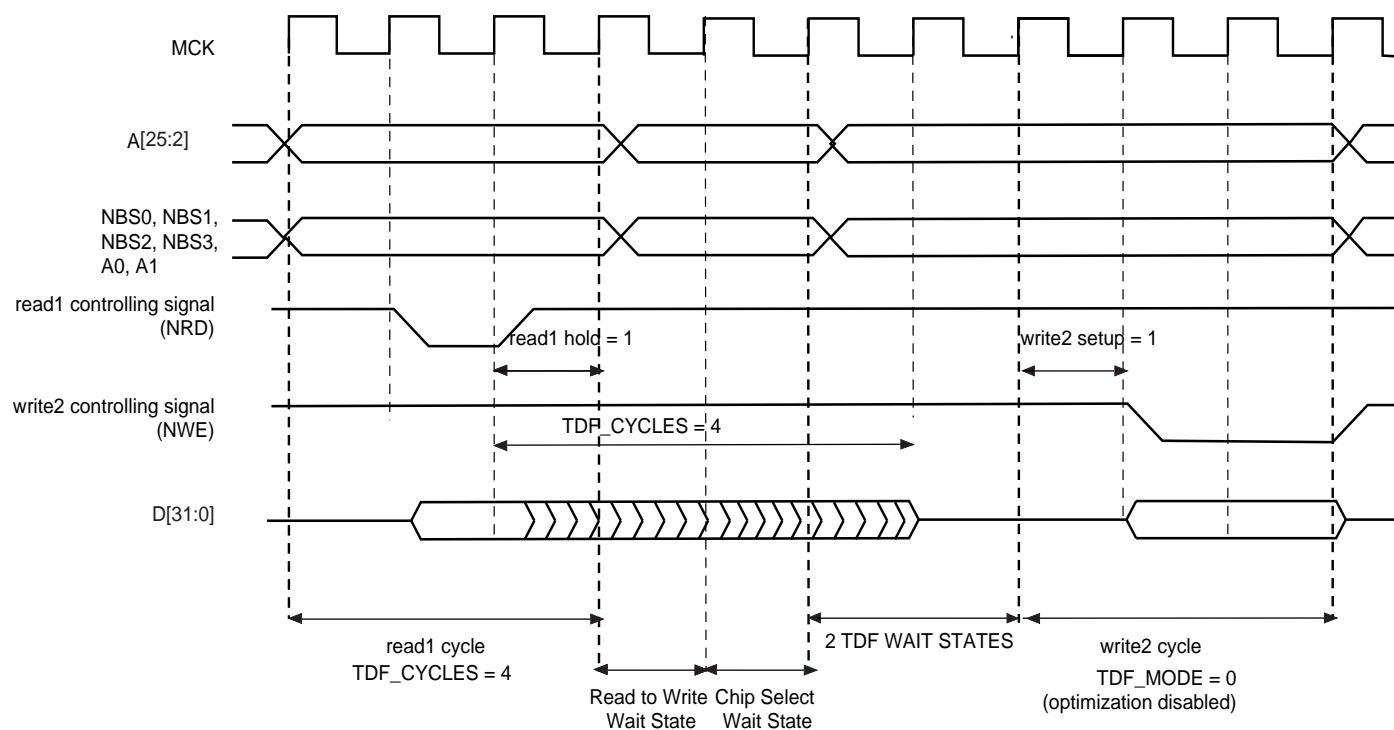 MCK
A[25:2]
NBS0, NBS1,
NBS2, NBS3,
A0, A1
read1 controlling signal
(NRD)
read1 hold = 1
write2 setup = 1
write2 controlling signal
(NWE)
TDF_CYCLES = 4
D[31:0]
read1 cycle
TDF_CYCLES = 4
2 TDF WAIT STATES
write2 cycle
TDF_MODE = 0
(optimization disabled)
Read to Write
Wait State
Chip Select
Wait State